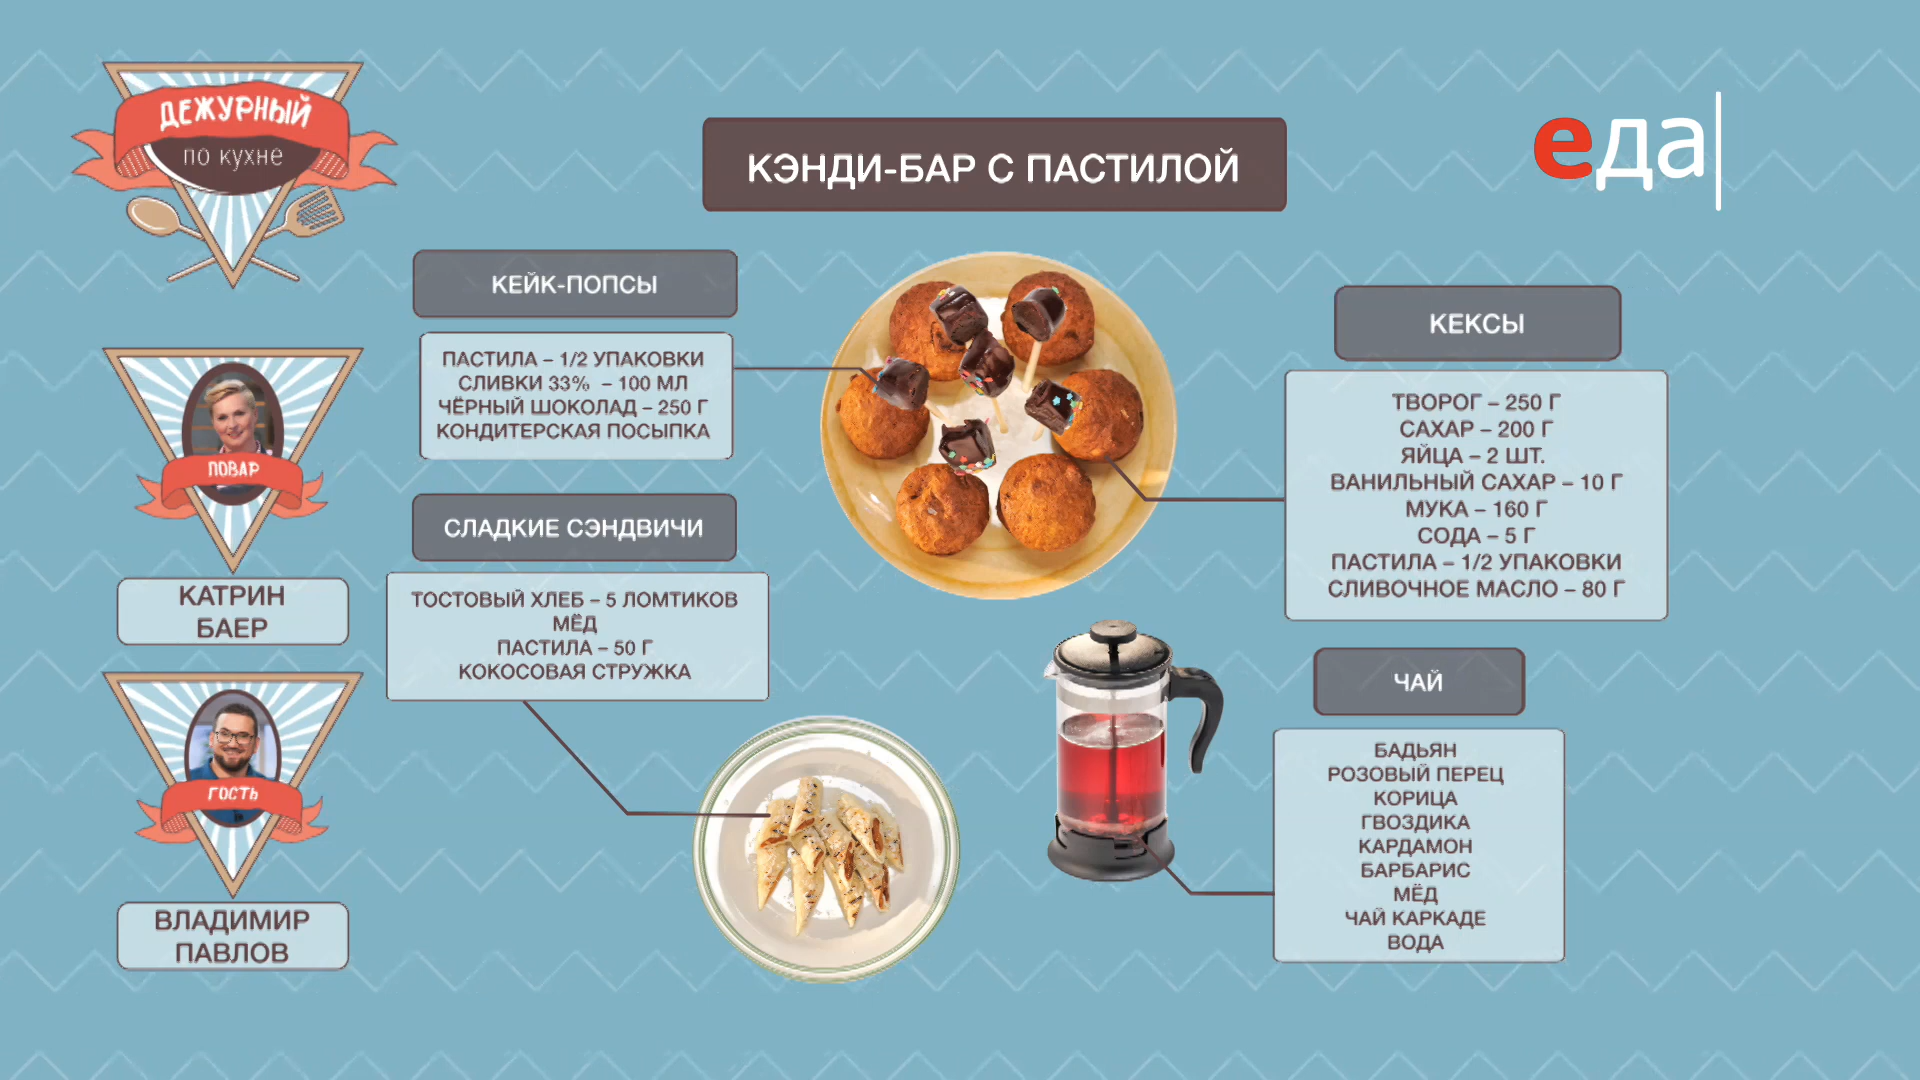 ДЕЖУРНЫЙ
ПО КУХНЕ
КЭНДИ-БАР С ПАСТИЛОЙ
еда
КЕЙК-ПОПСЫ
ПАСТИЛА – 1/2 УПАКОВКИ
СЛИВКИ 33% – 100 МЛ
ЧЁРНЫЙ ШОКОЛАД – 250 Г
КОНДИТЕРСКАЯ ПОСЫПКА
КЕКСЫ
ТВОРОГ – 250 Г
САХАР – 200 Г
ЯЙЦА – 2 ШТ.
ВАНИЛЬНЫЙ САХАР – 10 Г
МУКА – 160 Г
СОДА – 5 Г
ПАСТИЛА – 1/2 УПАКОВКИ
СЛИВОЧНОЕ МАСЛО – 80 Г
ПОВАР
КАТРИН
БАЕР
СЛАДКИЕ СЭНДВИЧИ
ТОСТОВЫЙ ХЛЕБ – 5 ЛОМТИКОВ
МЁД
ПАСТИЛА – 50 Г
КОКОСОВАЯ СТРУЖКА
ГОСТЬ
ВЛАДИМИР
ПАВЛОВ
ЧАЙ
БАДЬЯН
РОЗОВЫЙ ПЕРЕЦ
КОРИЦА
ГВОЗДИКА
КАРДАМОН
БАРБАРИС
МЁД
ЧАЙ КАРКАДЕ
ВОДА